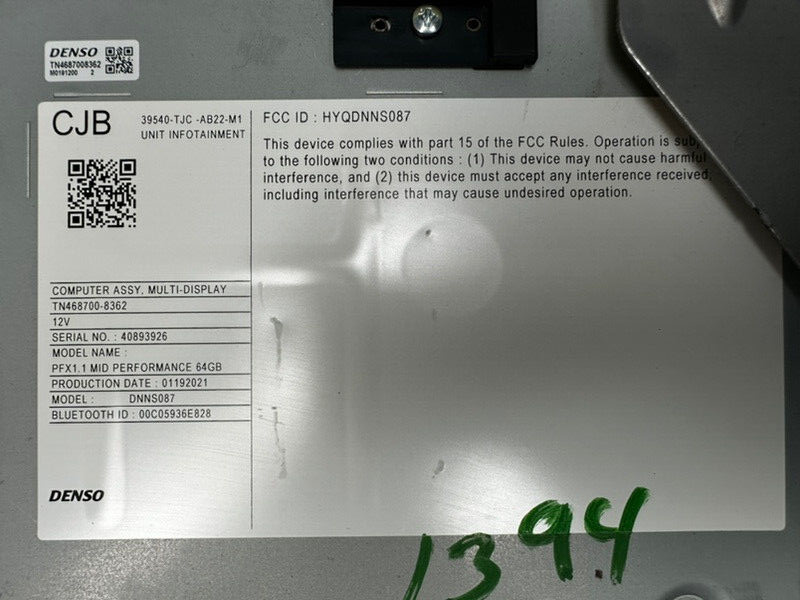 DENSO
TN4687008362
M0191200 2
CJB
39540-TJC -AB22-M1
UNIT INFOTAINMENT
COMPUTER ASSY, MULTI-DISPLAY
TN468700-8362
12V
SERIAL NO. : 40893926
MODEL NAME :
PFX1.1 MID PERFORMANCE 64GB
PRODUCTION DATE : 01192021
MODEL : DNNS087
BLUETOOTH ID : 00C05936E828
DENSO
FCC ID : HYQDNNS087
This device complies with part 15 of the FCC Rules. Operation is sub
to the following two conditions : (1) This device may not cause harmful
interference, and (2) this device must accept any interference received,
including interference that may cause undesired operation.
1394